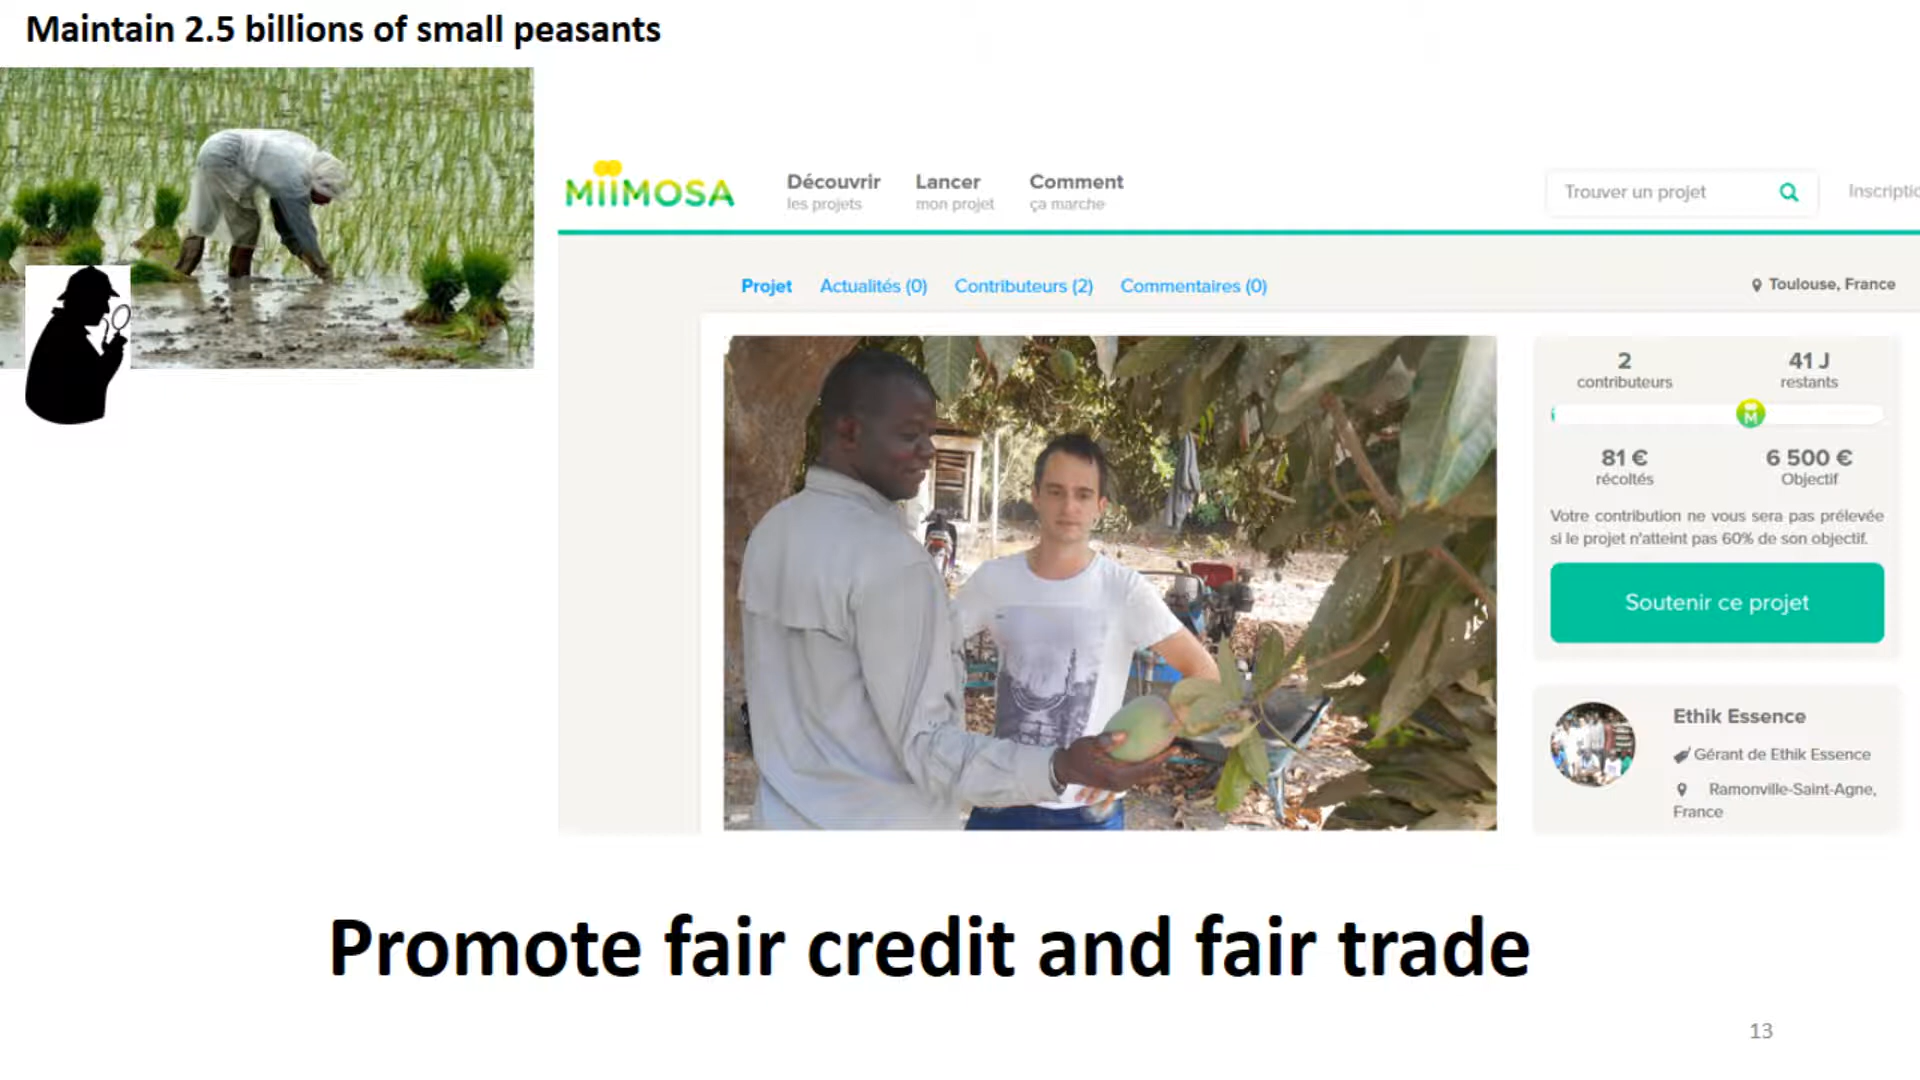 Maintain 2.5 billions of small peasants
MIIMOSA
Découvrir
les projets
Lancer
mon projet
Comment
ça marche
Trouver un projet
Inscriptio
Projet
Actualités (0)
Contributeurs (2)
Commentaires (0)
Toulouse, France
2
contributeurs
41 J
restants
M
81 €
récoltés
6 500 €
Objectif
Votre contribution ne vous sera pas prélevée
si le projet n'atteint pas 60% de son objectif.
Soutenir ce projet
Ethik Essence
Gérant de Ethik Essence
Ramonville-Saint-Agne,
France
Promote fair credit and fair trade
13